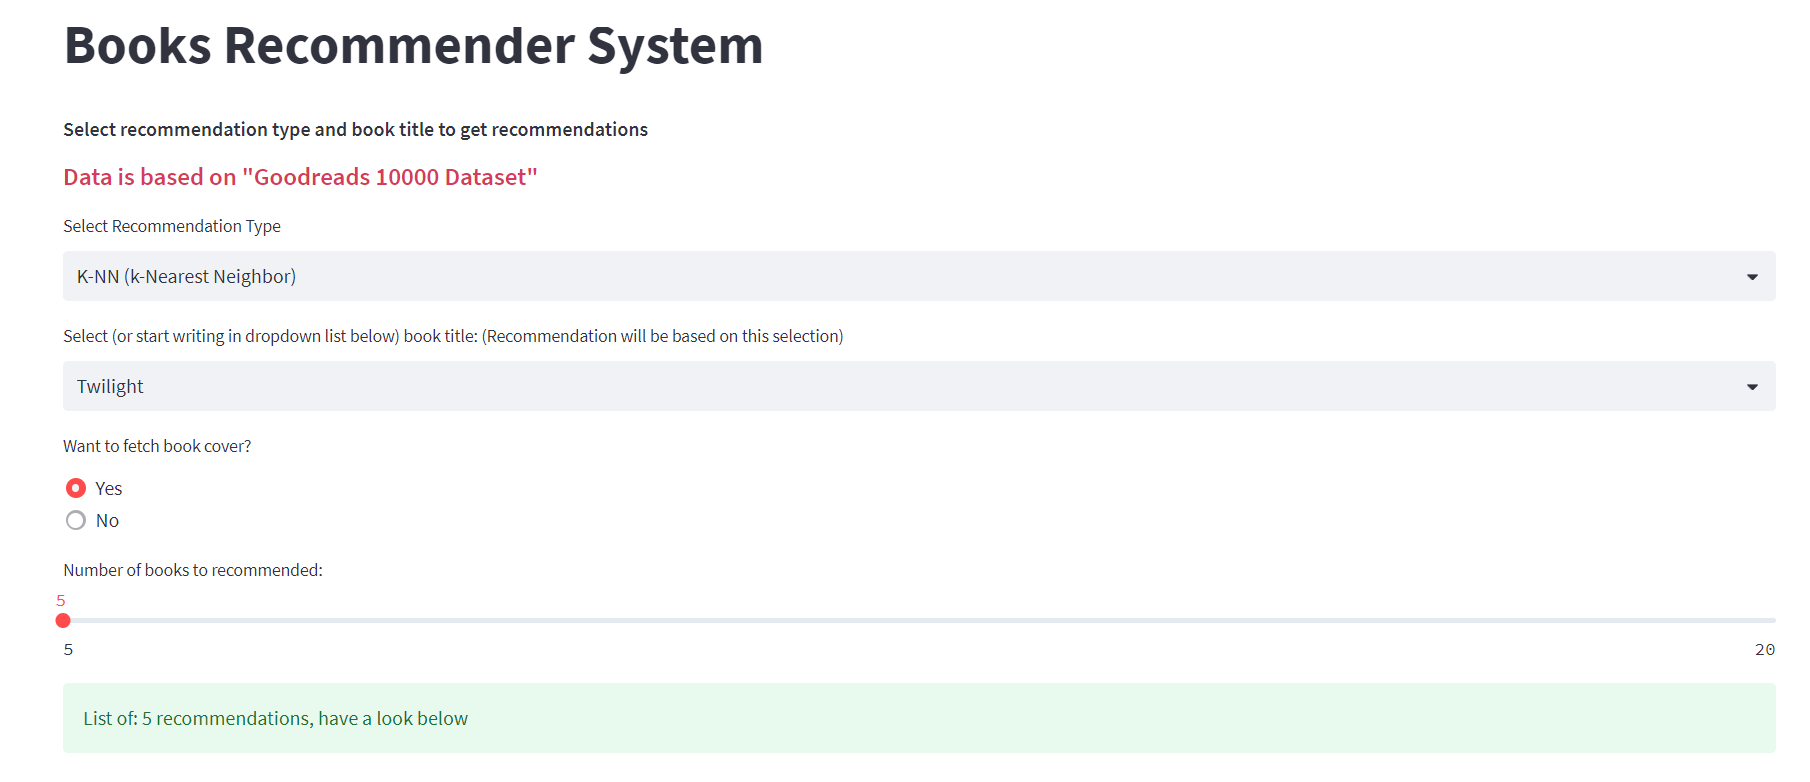 Books Recommender System
Select recommendation type and book title to get recommendations
Data is based on "Goodreads 10000 Dataset"
Select Recommendation Type
K-NN (k-Nearest Neighbor)
Select (or start writing in dropdown list below) book title: (Recommendation will be based on this selection)
Twilight
Want to fetch book cover?
Yes
No
Number of books to recommended:
5
5 20
List of: 5 recommendations, have a look below